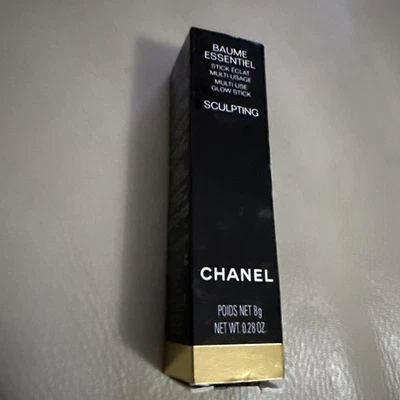 BAUME
ESSENTIEL
STICK ÉCLAT
MULTI-USAGE
MULTI-USE
GLOW STICK
SCULPTING
CHANEL
POIDS NET 8g
NET WT. 0.28 OZ.